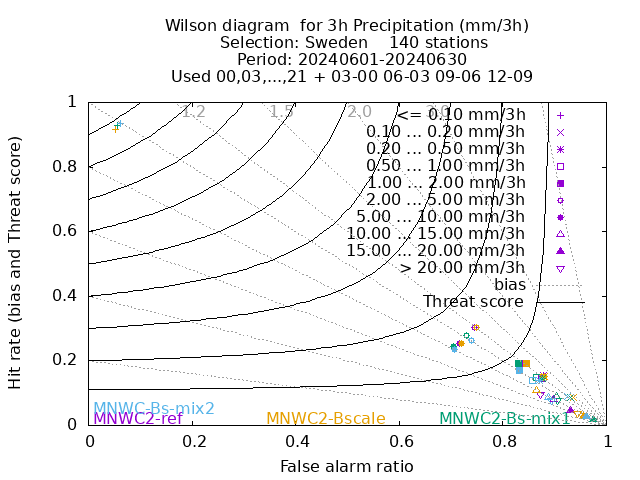 Wilson diagram  for 3h Precipitation (mm/3h)
Selection: Sweden    140 stations
Period: 20240601-20240630
Used 00,03,...,21 + 03-00 06-03 09-06 12-09
Hit rate (bias and Threat score)
1
0.8
0.6
0.4
0.2
0
1.2
1.5
2.0
3.0
<= 0.10 mm/3h
0.10 ... 0.20 mm/3h
0.20 ... 0.50 mm/3h
0.50 ... 1.00 mm/3h
1.00 ... 2.00 mm/3h
2.00 ... 5.00 mm/3h
5.00 ... 10.00 mm/3h
10.00 ... 15.00 mm/3h
15.00 ... 20.00 mm/3h
> 20.00 mm/3h
bias
Threat score
MNWC-Bs-mix2
MNWC2-ref
MNWC2-Bscale
MNWC2-Bs-mix1
0
0.2
0.4
0.6
0.8
1
False alarm ratio